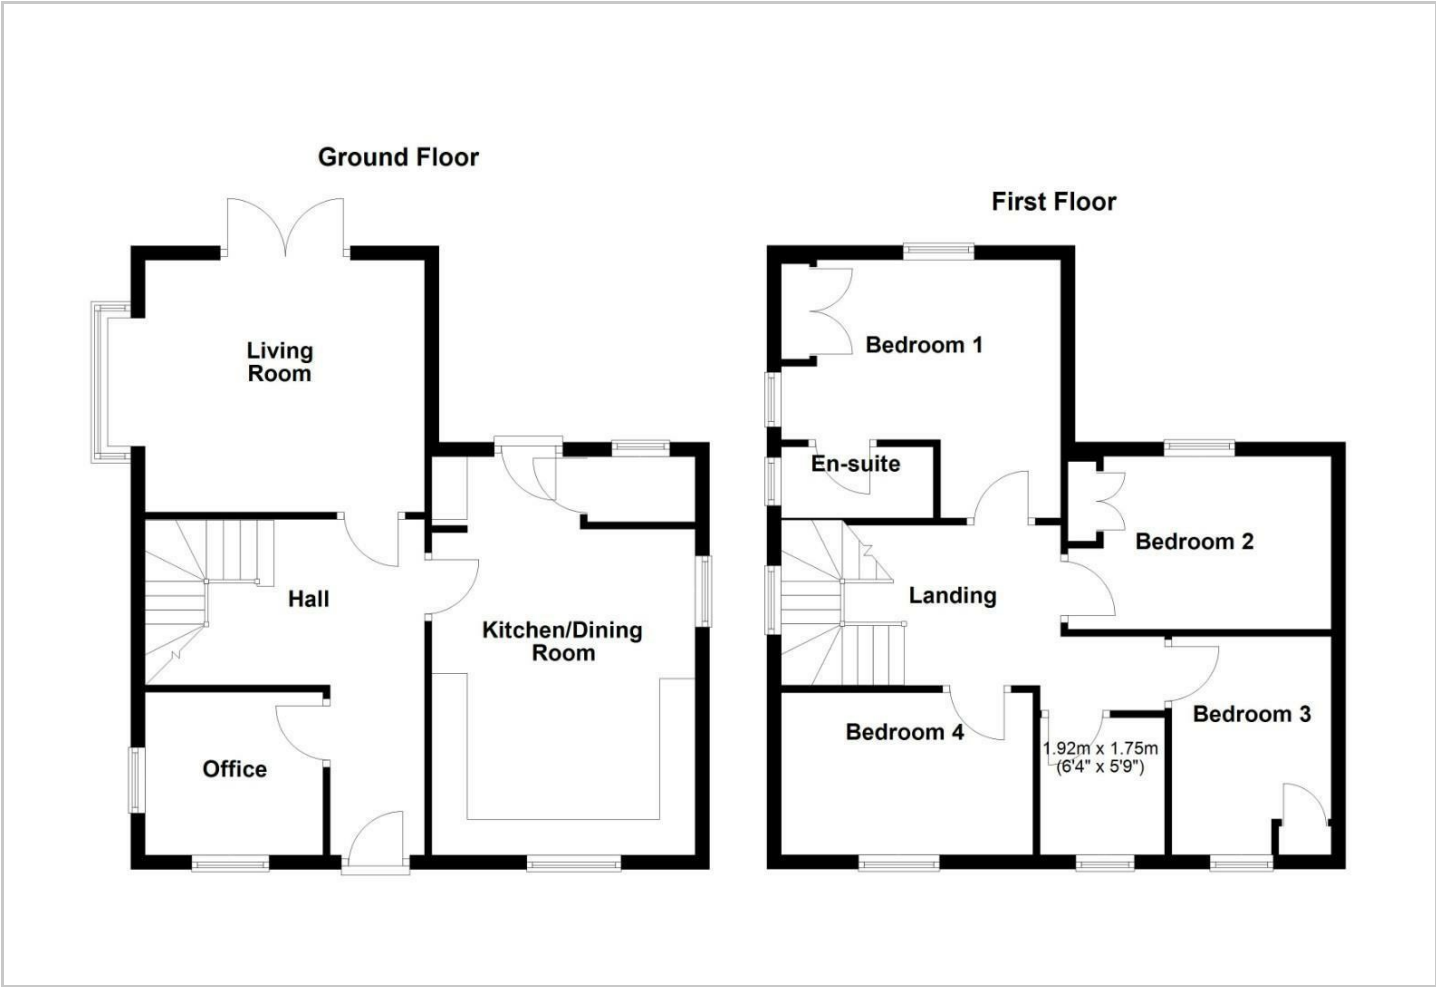 Ground Floor
Living
Room
Hall
Kitchen/Dining
Room
Office
First Floor
Bedroom 1
En-suite
Bedroom 2
Landing
Bedroom 3
Bedroom 4
1.92m x 1.75m
(6'4" x 5'9")